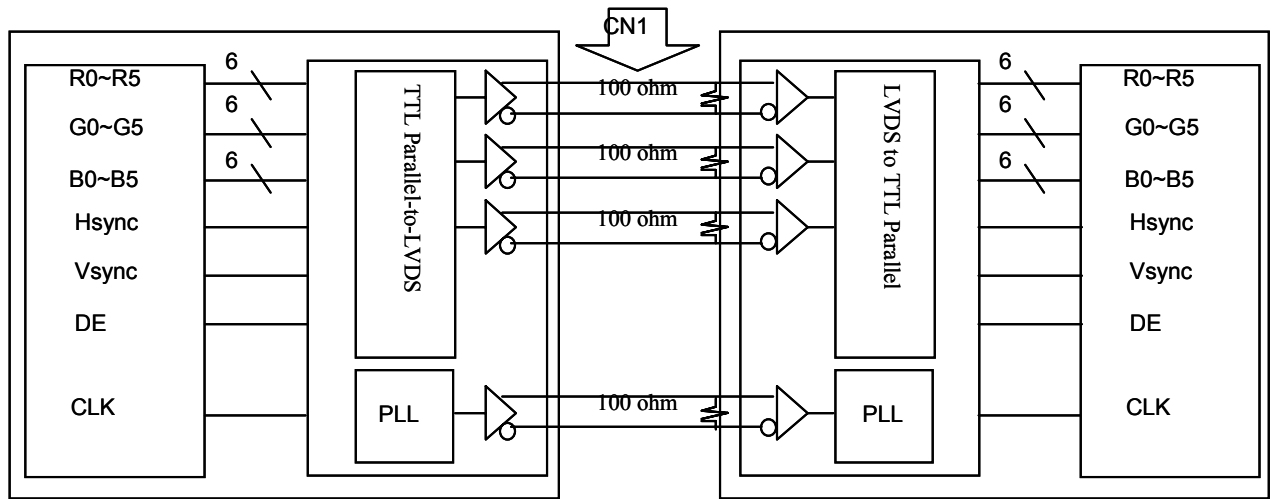 CN1
R0~R5
6
G0~G5
6
B0~B5
6
Hsync
Vsync
DE
CLK
TTL Parallel-to-LVDS
PLL
100 ohm
100 ohm
100 ohm
100 ohm
LVDS to TTL Parallel
PLL
6
R0~R5
6
G0~G5
6
B0~B5
Hsync
Vsync
DE
CLK